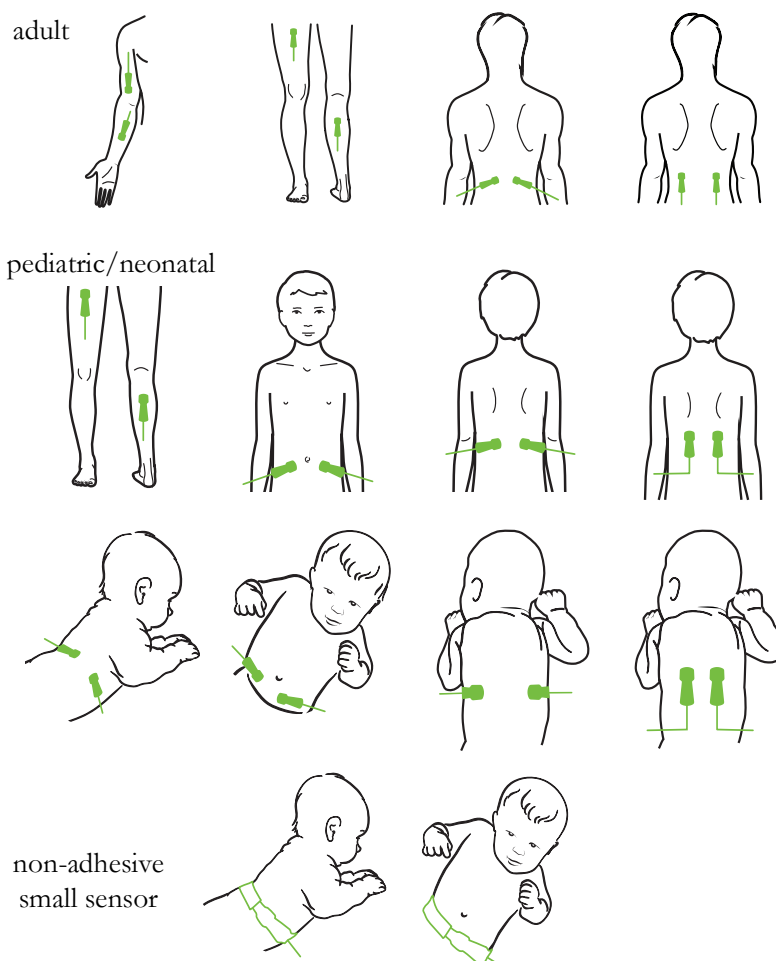 adult
pediatric/neonatal
non-adhesive
small sensor